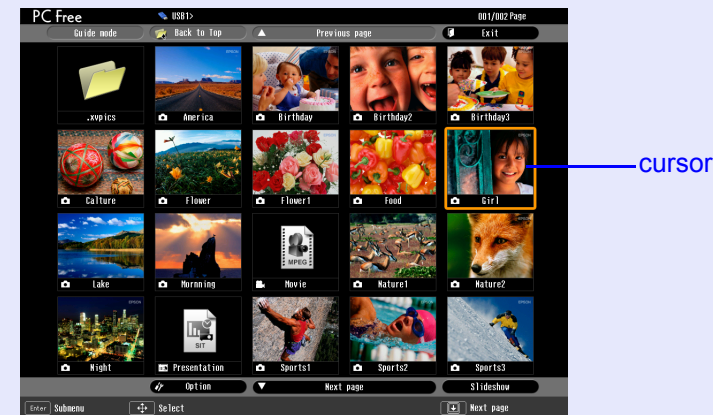 PC Free USB1> 001/002 Page
Guide mode Back to Top Previous page Exit
.xvpics America Birthday Birthday2 Birthday3
Calture Flower Flower1 Food Girl
cursor
MPEG
Lake Mornning Movie Nature1 Nature2
SIT
Night Presentation Sports1 Sports2 Sports3
Option Next page Slideshow
Enter Submenu Select Next page